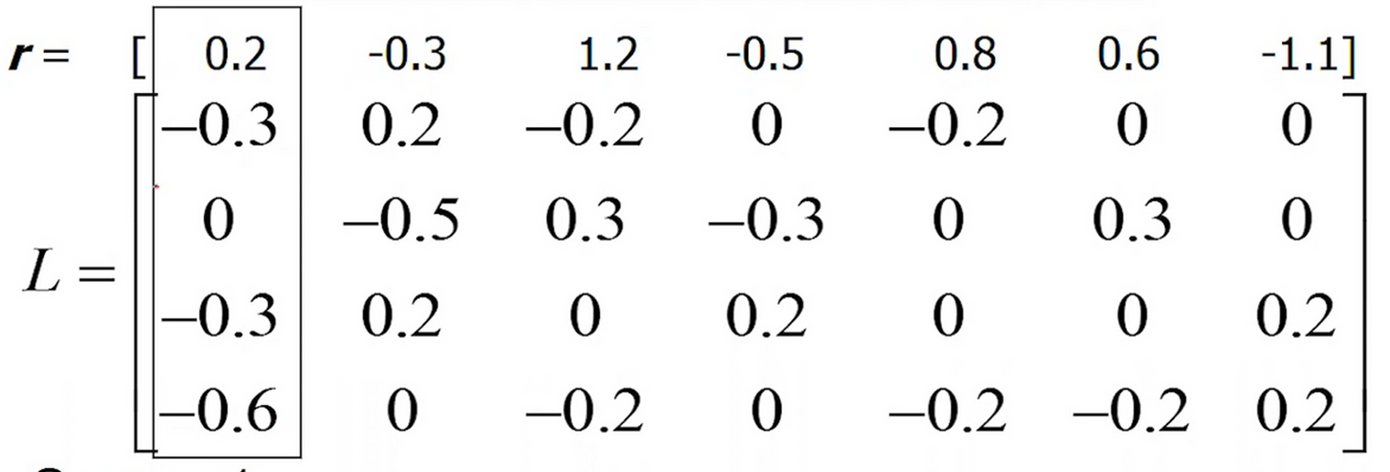 r = [ 0.2 -0.3 1.2 -0.5 0.8 0.6 -1.1]
–0.3 0.2 –0.2 0 –0.2 0 0
0 –0.5 0.3 –0.3 0 0.3 0
L =
–0.3 0.2 0 0.2 0 0 0.2
–0.6 0 –0.2 0 –0.2 –0.2 0.2